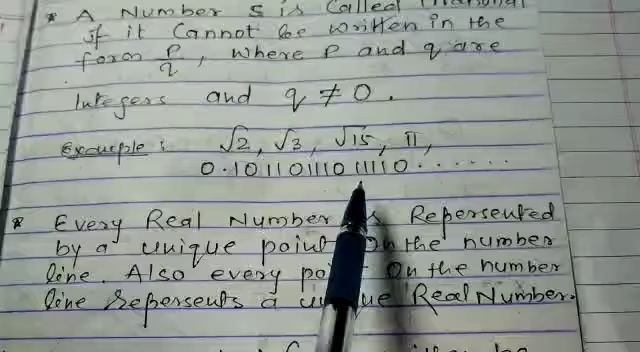 * A Number S is Called
if it Cannot be written in the
form P/q, where P and q are
Integers and q ≠ 0.
Example : √2, √3, √15, π,
0.10110111011110.......
* Every Real Number is Repersented
by a unique point on the number
line. Also every point on the number
line repersents a unique Real Number.